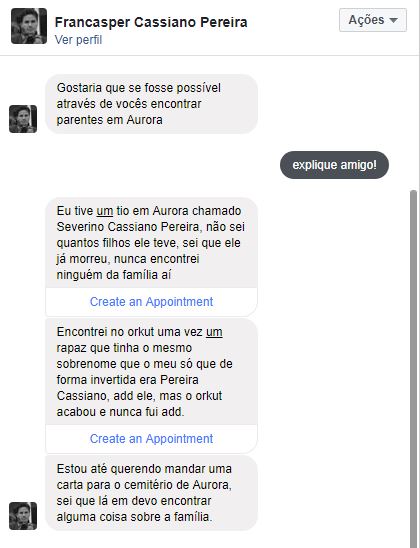 Francasper Cassiano Pereira
Ver perfil
Ações
Gostaria que se fosse possível
através de vocês encontrar
parentes em Aurora
explique amigo!
Eu tive um tio em Aurora chamado
Severino Cassiano Pereira, não sei
quantos filhos ele teve, sei que ele
já morreu, nunca encontrei
ninguém da família aí
Create an Appointment
Encontrei no orkut uma vez um
rapaz que tinha o mesmo
sobrenome que o meu só que de
forma invertida era Pereira
Cassiano, add ele, mas o orkut
acabou e nunca fui add.
Create an Appointment
Estou até querendo mandar uma
carta para o cemitério de Aurora,
sei que lá em devo encontrar
alguma coisa sobre a família.